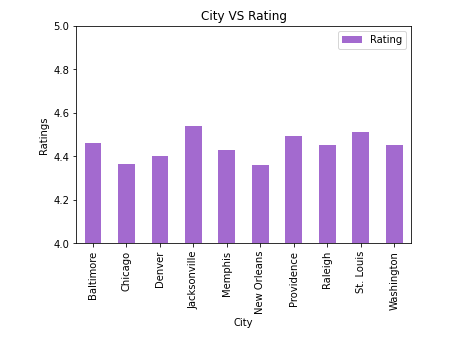 City VS Rating
Rating
Ratings
5.0
4.8
4.6
4.4
4.2
4.0
Baltimore
Chicago
Denver
Jacksonville
Memphis
New Orleans
Providence
Raleigh
St. Louis
Washington
City